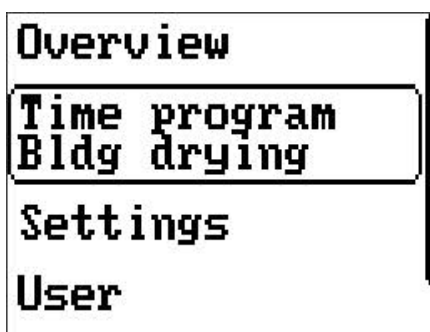 Overview
Time program
Bldg drying
Settings
User